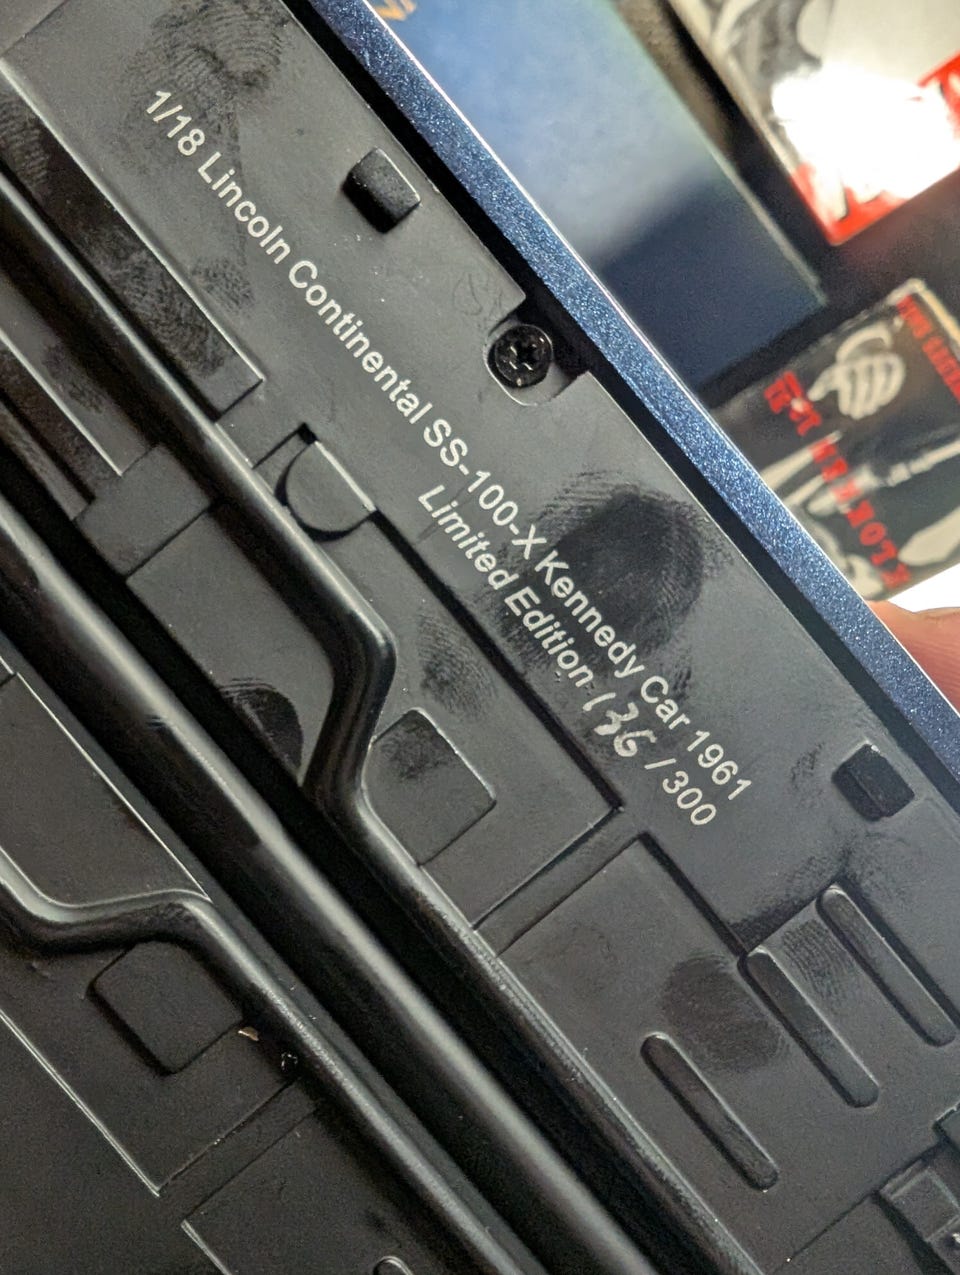 1/18 Lincoln Continental SS-100-X Kennedy Car 1961
Limited Edition 136 /300